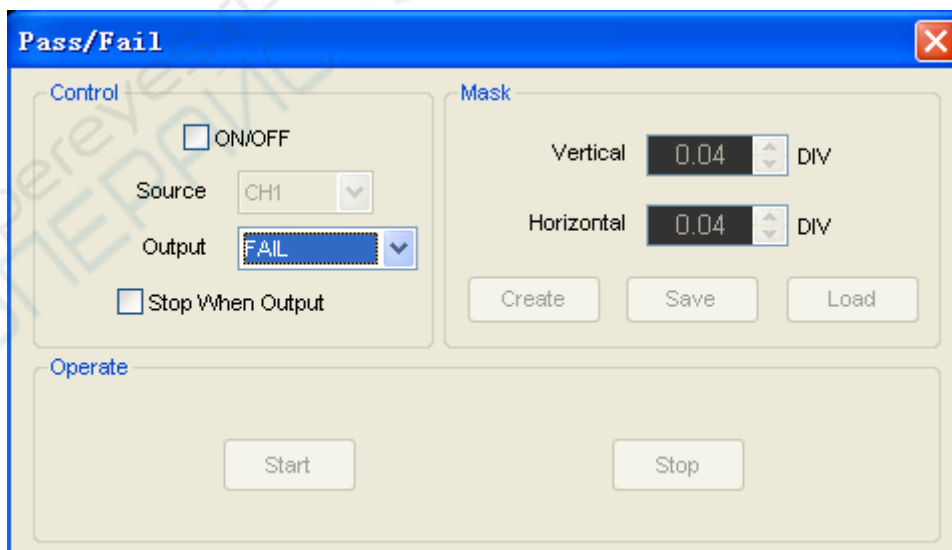 Pass/Fail
Control
ON/OFF
Source CH1
Output FAIL
Stop When Output
Mask
Vertical 0.04 DIV
Horizontal 0.04 DIV
Create Save Load
Operate
Start Stop